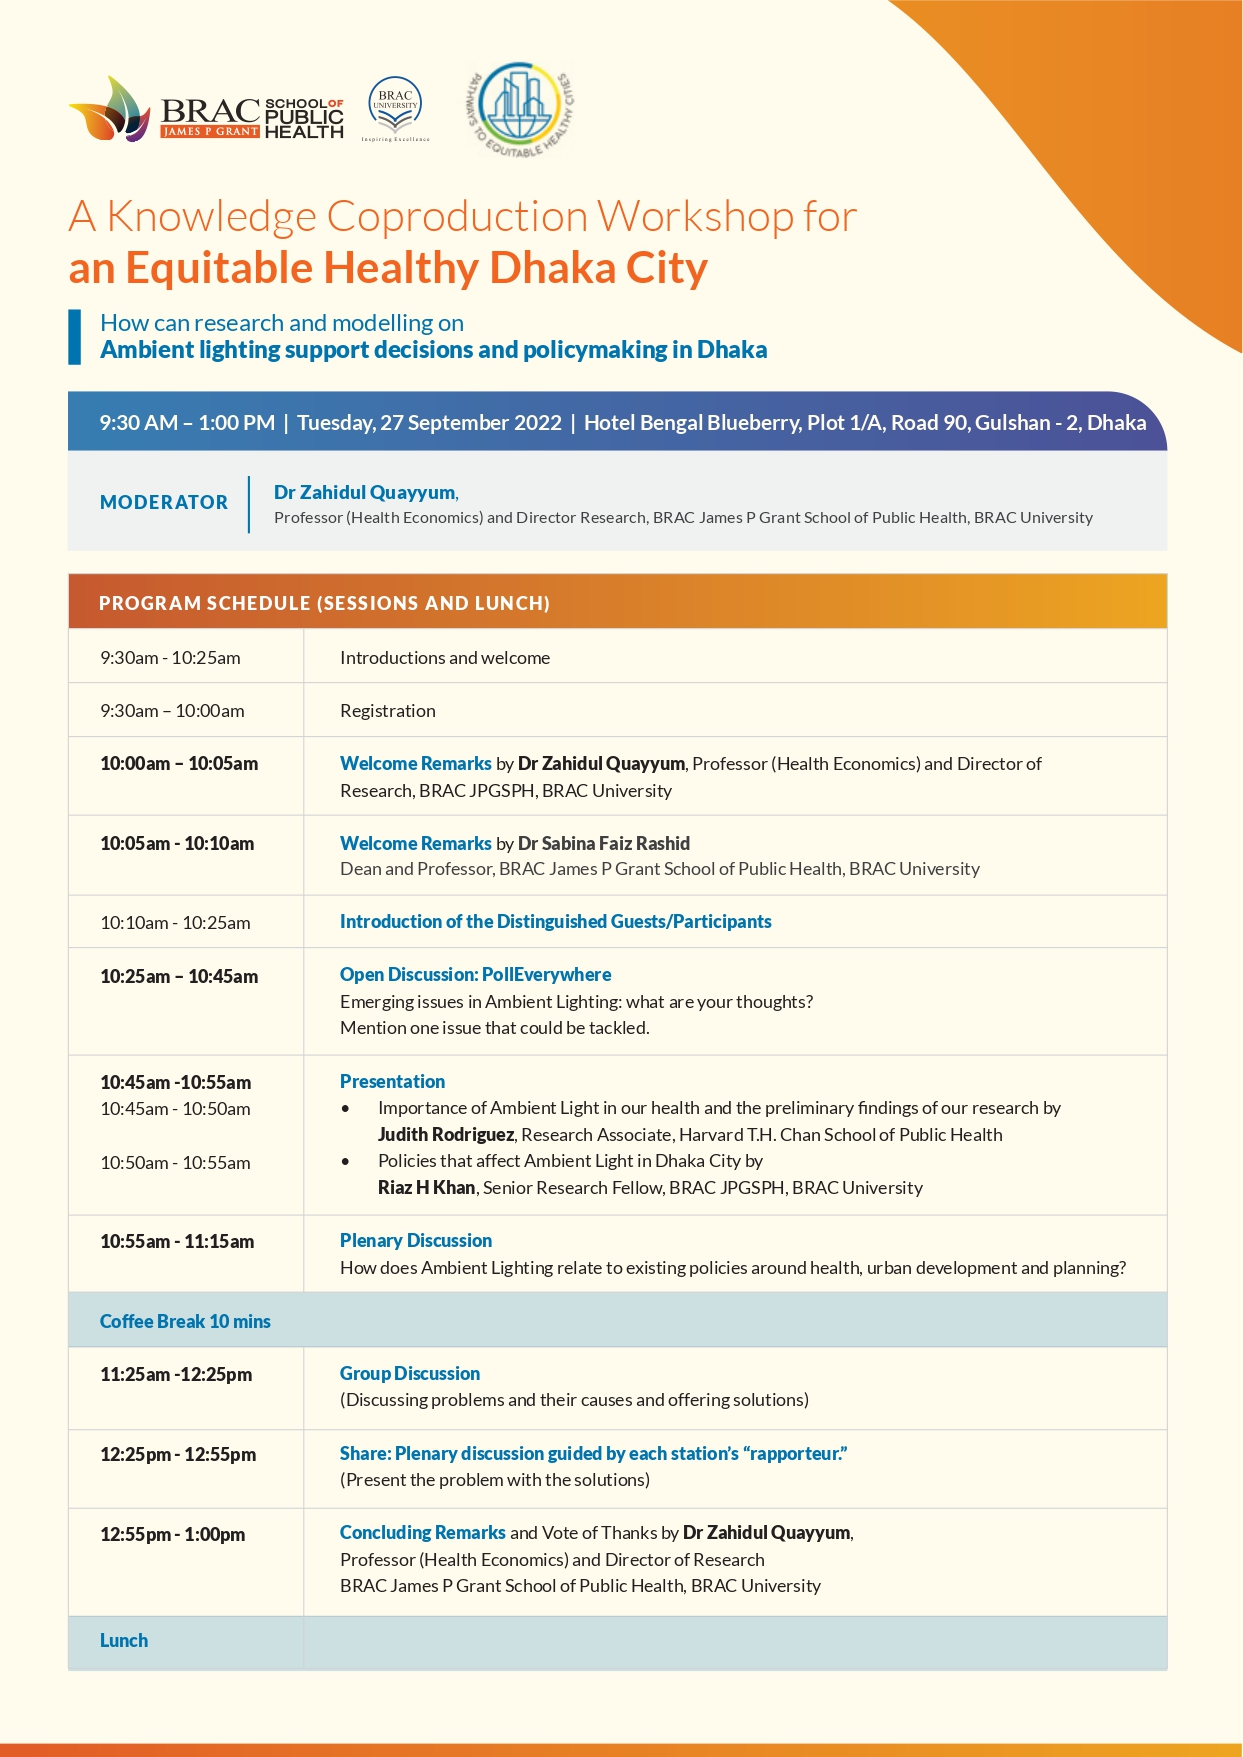 BRAC
JAMES P GRANT
SCHOOL OF
PUBLIC
HEALTH
BRAC
UNIVERSITY
Inspiring Excellence
PATHWAYS TO EQUITABLE HEALTHY CITIES
A Knowledge Coproduction Workshop for
an Equitable Healthy Dhaka City
How can research and modelling on
Ambient lighting support decisions and policymaking in Dhaka
9:30 AM – 1:00 PM | Tuesday, 27 September 2022 | Hotel Bengal Blueberry, Plot 1/A, Road 90, Gulshan - 2, Dhaka
MODERATOR
Dr Zahidul Quayyum,
Professor (Health Economics) and Director Research, BRAC James P Grant School of Public Health, BRAC University
PROGRAM SCHEDULE (SESSIONS AND LUNCH)
9:30am - 10:25am Introductions and welcome
9:30am – 10:00am Registration
10:00am – 10:05am Welcome Remarks by Dr Zahidul Quayyum, Professor (Health Economics) and Director of
Research, BRAC JPGSPH, BRAC University
10:05am - 10:10am Welcome Remarks by Dr Sabina Faiz Rashid
Dean and Professor, BRAC James P Grant School of Public Health, BRAC University
10:10am - 10:25am Introduction of the Distinguished Guests/Participants
10:25am – 10:45am Open Discussion: PollEverywhere
Emerging issues in Ambient Lighting: what are your thoughts?
Mention one issue that could be tackled.
10:45am -10:55am Presentation
10:45am - 10:50am • Importance of Ambient Light in our health and the preliminary findings of our research by
Judith Rodriguez, Research Associate, Harvard T.H. Chan School of Public Health
10:50am - 10:55am • Policies that affect Ambient Light in Dhaka City by
Riaz H Khan, Senior Research Fellow, BRAC JPGSPH, BRAC University
10:55am - 11:15am Plenary Discussion
How does Ambient Lighting relate to existing policies around health, urban development and planning?
Coffee Break 10 mins
11:25am -12:25pm Group Discussion
(Discussing problems and their causes and offering solutions)
12:25pm - 12:55pm Share: Plenary discussion guided by each station’s “rapporteur.”
(Present the problem with the solutions)
12:55pm - 1:00pm Concluding Remarks and Vote of Thanks by Dr Zahidul Quayyum,
Professor (Health Economics) and Director of Research
BRAC James P Grant School of Public Health, BRAC University
Lunch